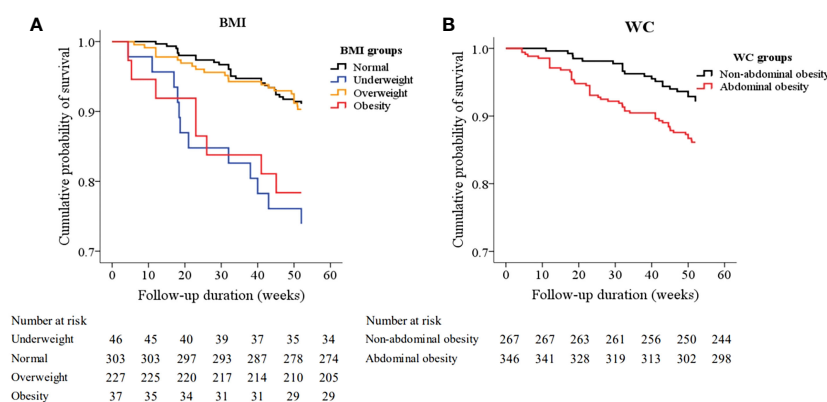 A
BMI
Cumulative probability of survival
1.0
0.9
0.8
0.7
BMI groups
Normal
Underweight
Overweight
Obesity
0 10 20 30 40 50 60
Follow-up duration (weeks)
Number at risk
Underweight 46 45 40 39 37 35 34
Normal 303 303 297 293 287 278 274
Overweight 227 225 220 217 214 210 205
Obesity 37 35 34 31 31 29 29
B
WC
Cumulative probability of survival
1.0
0.9
0.8
0.7
WC groups
Non-abdominal obesity
Abdominal obesity
0 10 20 30 40 50 60
Follow-up duration (weeks)
Number at risk
Non-abdominal obesity 267 267 263 261 256 250 244
Abdominal obesity 346 341 328 319 313 302 298